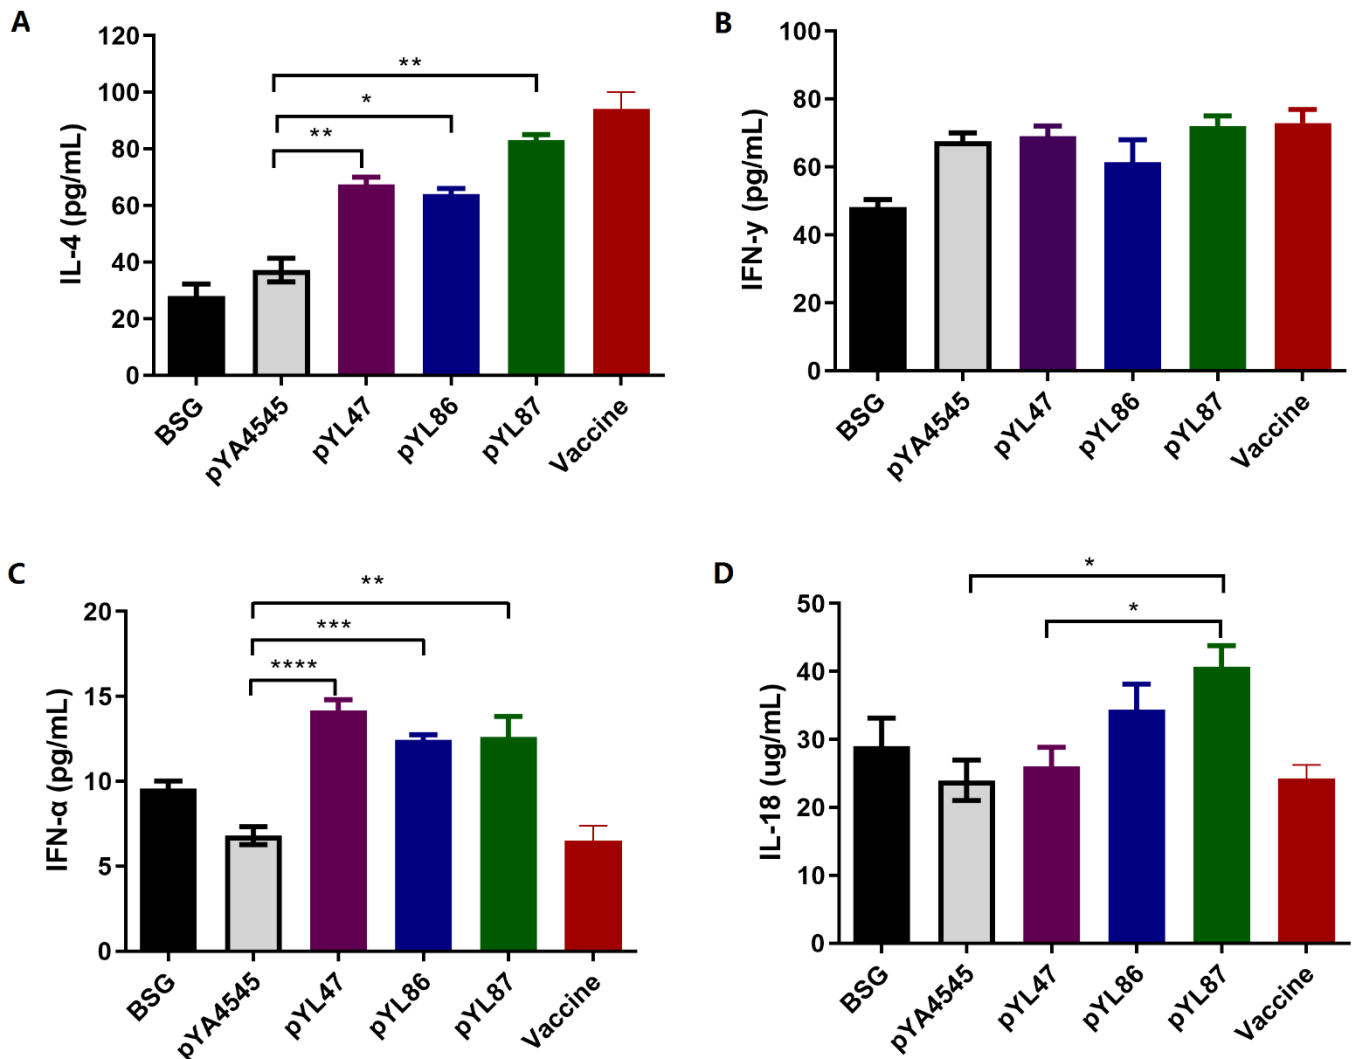 A
IL-4 (pg/mL)
120
100
80
60
40
20
0
**
*
**
BSG
pYA4545
pYL47
pYL86
pYL87
Vaccine
B
IFN-y (pg/mL)
100
80
60
40
20
0
BSG
pYA4545
pYL47
pYL86
pYL87
Vaccine
C
IFN-α (pg/mL)
20
15
10
5
0
**
***
****
BSG
pYA4545
pYL47
pYL86
pYL87
Vaccine
D
IL-18 (ug/mL)
50
40
30
20
10
0
*
*
BSG
pYA4545
pYL47
pYL86
pYL87
Vaccine